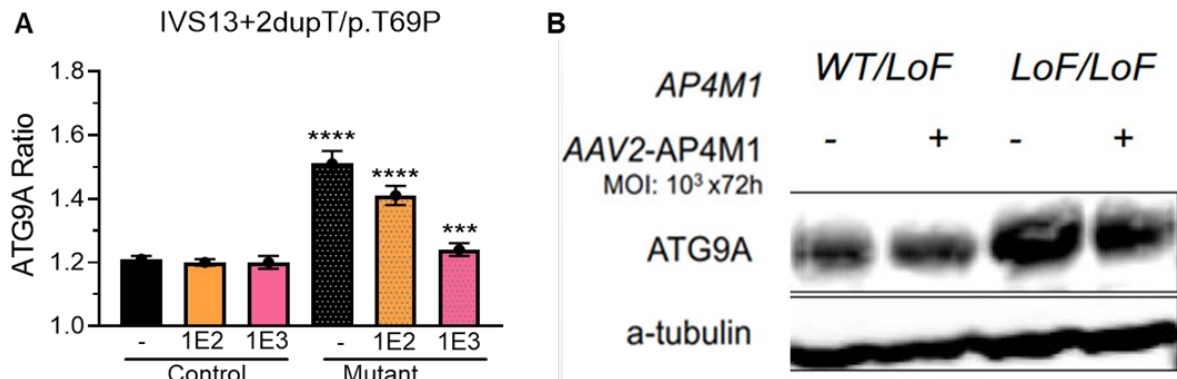 A
IVS13+2dupT/p.T69P
ATG9A Ratio
1.8
1.6
1.4
1.2
1.0
****
****
***
- 1E2 1E3 - 1E2 1E3
Control Mutant
B
AP4M1 WT/LoF LoF/LoF
AAV2-AP4M1 - + - +
MOI: 10³ x72h
ATG9A
a-tubulin